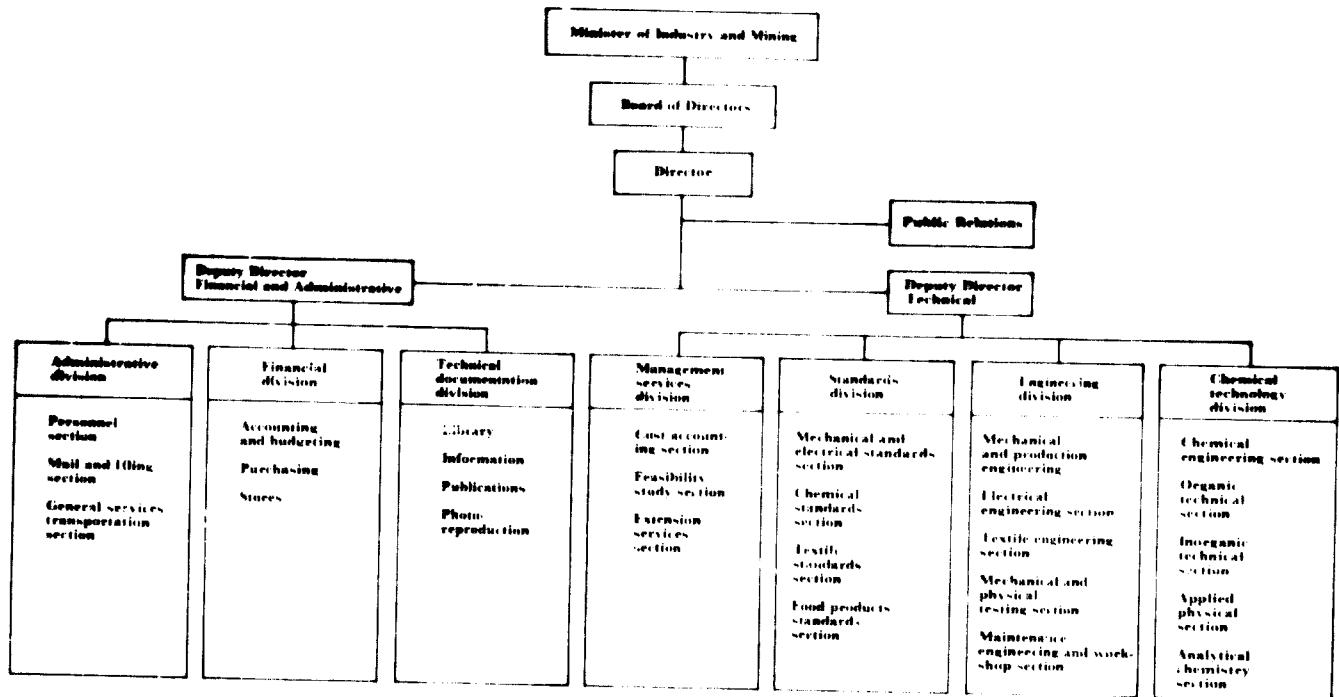 Minister of Industry and Mining
Board of Directors
Director
Public Relations
Deputy Director
Financial and Administrative
Deputy Director
Technical
Administrative
division
Personnel
section
Mail and filing
section
General services
transportation
section
Financial
division
Accounting
and budgeting
Purchasing
Stores
Technical
documentation
division
Library
Information
Publications
Photo-
reproduction
Management
services
division
Cost account-
ing section
Feasibility
study section
Extension
services
section
Standards
division
Mechanical and
electrical standards
section
Chemical
standards
section
Textile
standards
section
Food products
standards
section
Engineering
division
Mechanical
and production
engineering
Electrical
engineering section
Textile engineering
section
Mechanical and
physical
testing section
Maintenance
engineering and work-
shop section
Chemical
technology
division
Chemical
engineering section
Organic
technical
section
Inorganic
technical
section
Applied
physical
section
Analytical
chemistry
section